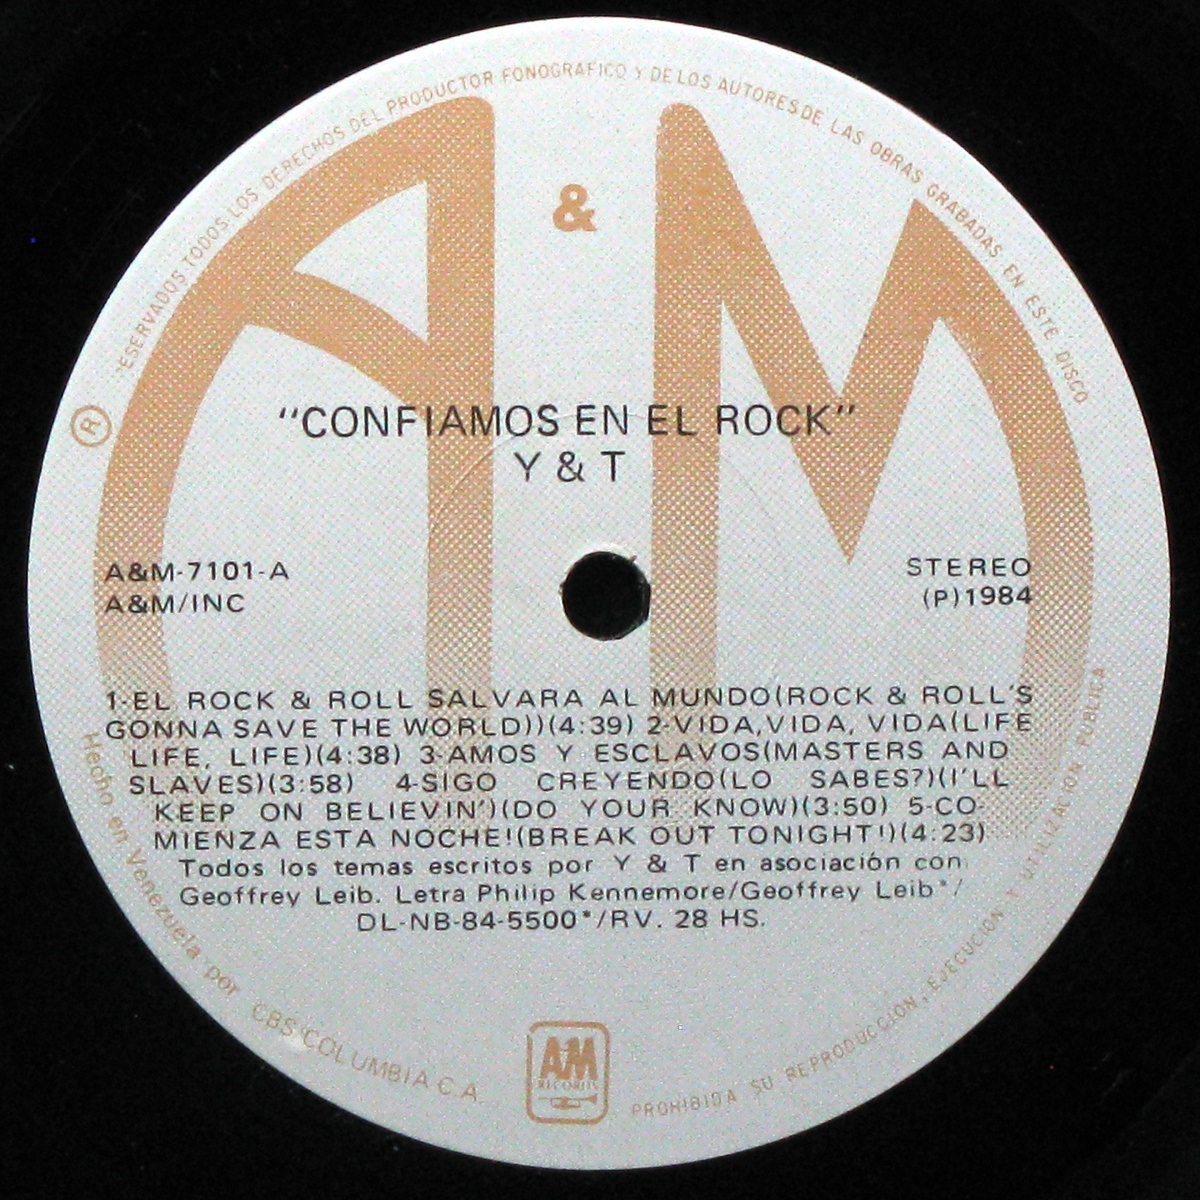 ESERVADOS TODOS LOS DERECHOS DEL PRODUCTOR FONOGRAFICO Y DE LOS AUTORES DE LAS OBRAS GRABADAS EN ESTE DISCO
A & M
R
"CONFIAMOS EN EL ROCK"
Y & T
A&M-7101-A
A&M/INC
STEREO
(P)1984
1-EL ROCK & ROLL SALVARA AL MUNDO(ROCK & ROLL'S
GONNA SAVE THE WORLD))(4:39) 2-VIDA,VIDA, VIDA(LIFE
LIFE, LIFE)(4:38) 3-AMOS Y ESCLAVOS(MASTERS AND
SLAVES)(3:58) 4-SIGO CREYENDO(LO SABES?)(I'LL
KEEP ON BELIEVIN')(DO YOUR KNOW)(3:50) 5-CO-
MIENZA ESTA NOCHE!(BREAK OUT TONIGHT!)(4:23)
Todos los temas escritos por Y & T en asociación con
Geoffrey Leib. Letra Philip Kennemore/Geoffrey Leib*/
DL-NB-84-5500*/RV. 28 HS.
Hecho en Venezuela por CBS COLUMBIA C.A.
A&M
RECORDS
PROHIBIDA SU REPRODUCCION, EJECUCION Y UTILIZACION PUBLICA